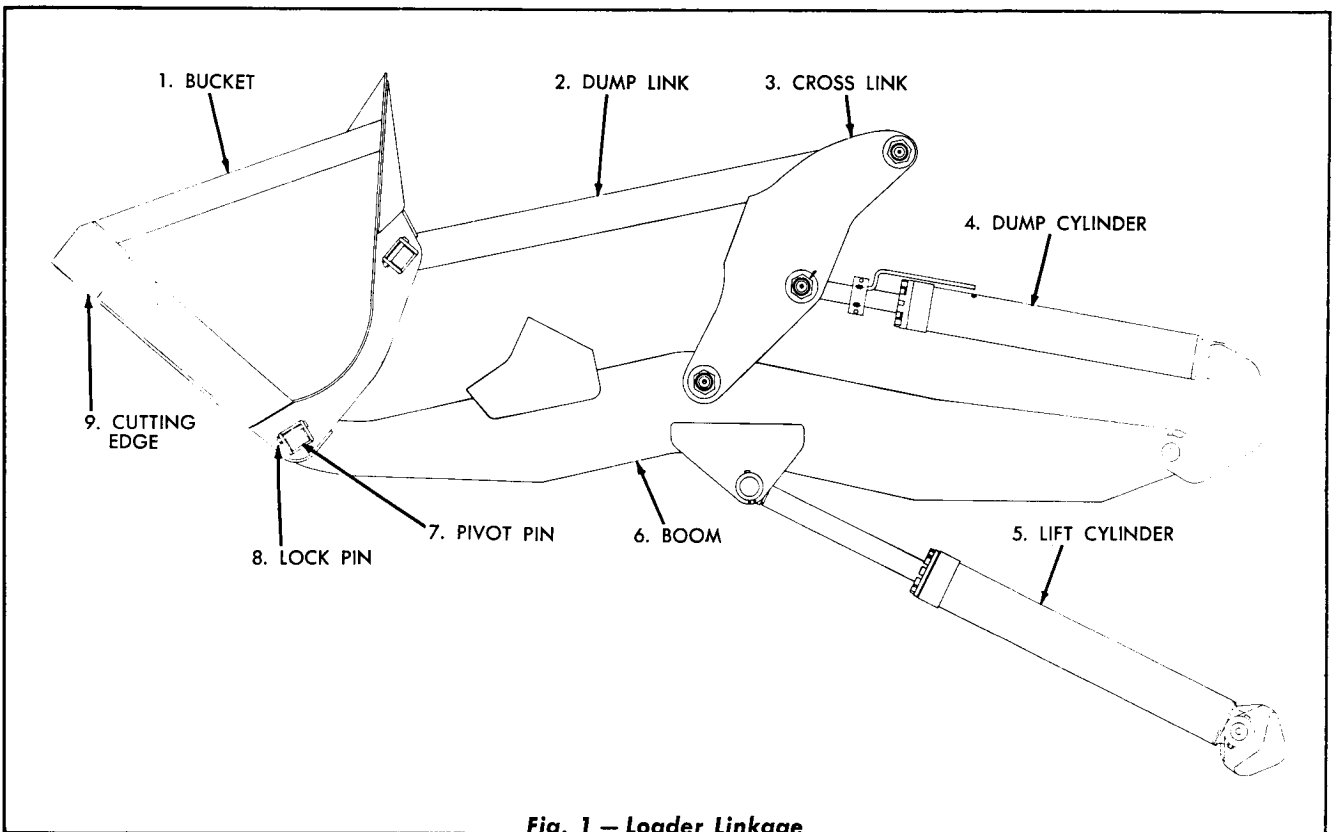 1. BUCKET
2. DUMP LINK
3. CROSS LINK
4. DUMP CYLINDER
9. CUTTING
EDGE
8. LOCK PIN
7. PIVOT PIN
6. BOOM
5. LIFT CYLINDER
Fig. 1 — Loader Linkage